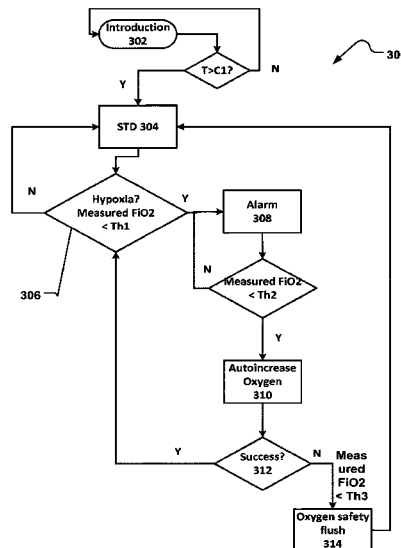 Introduction
302
T>C1?
N
30
Y
STD 304
N
Hypoxia?
Measured FiO2
< Th1
Y
Alarm
308
306
N
Measured FiO2
< Th2
Y
Autoincrease
Oxygen
310
Y
Success?
312
N
Meas
ured
FiO2
< Th3
Oxygen safety
flush
314